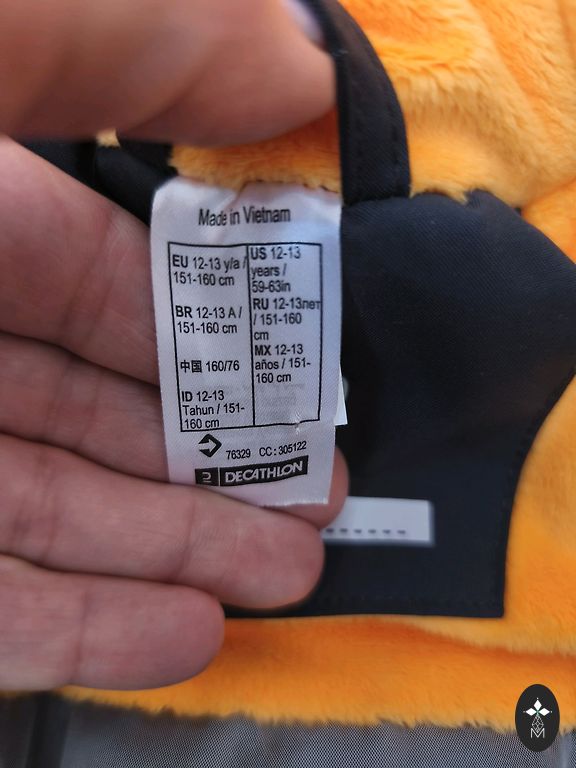 Made in Vietnam
EU 12-13 y/a /
151-160 cm
BR 12-13 A /
151-160 cm
中国 160/76
ID 12-13
Tahun / 151-
160 cm
US 12-13
years /
59-63in
RU 12-13лет
/ 151-160
cm
MX 12-13
años / 151-
160 cm
76329 CC: 305122
DECATHLON
M